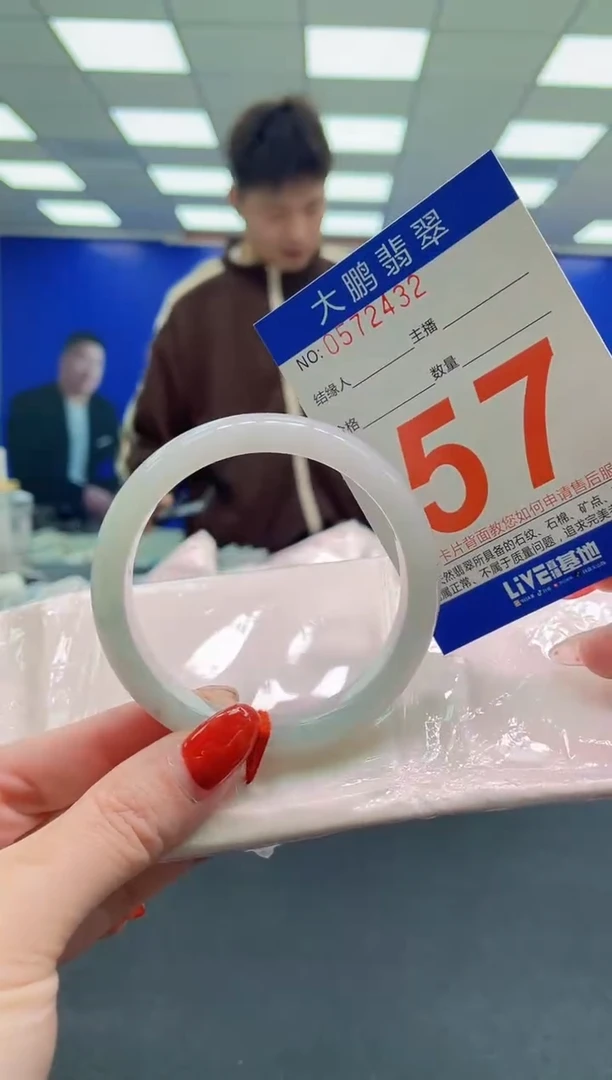 大鹏翡翠
NO: 0572432
结缘人 主播
格 数量
57
卡片背面教您如何申请售后服
然翡翠所具备的石纹、石棉、矿点、
属正常、不属于质量问题，追求完美
LIVE 基地